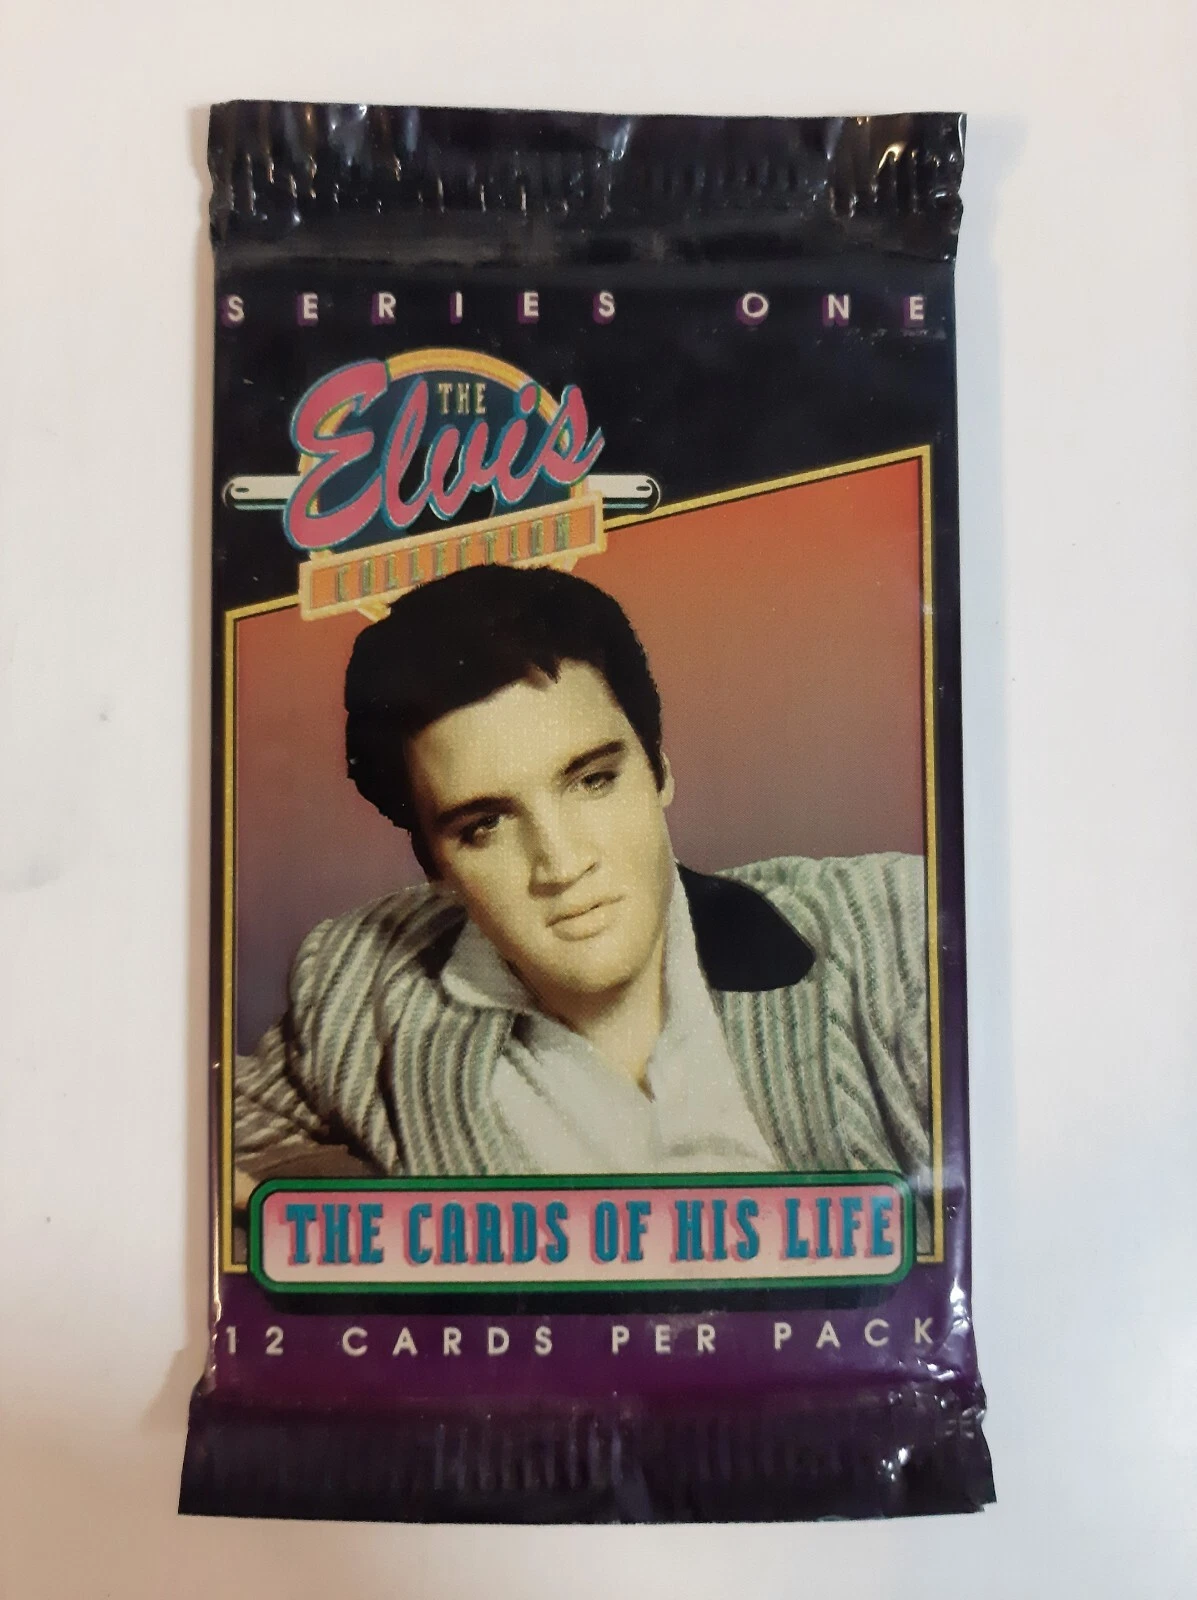 SERIES ONE
THE
Elvis
COLLECTION
THE CARDS OF HIS LIFE
12 CARDS PER PACK